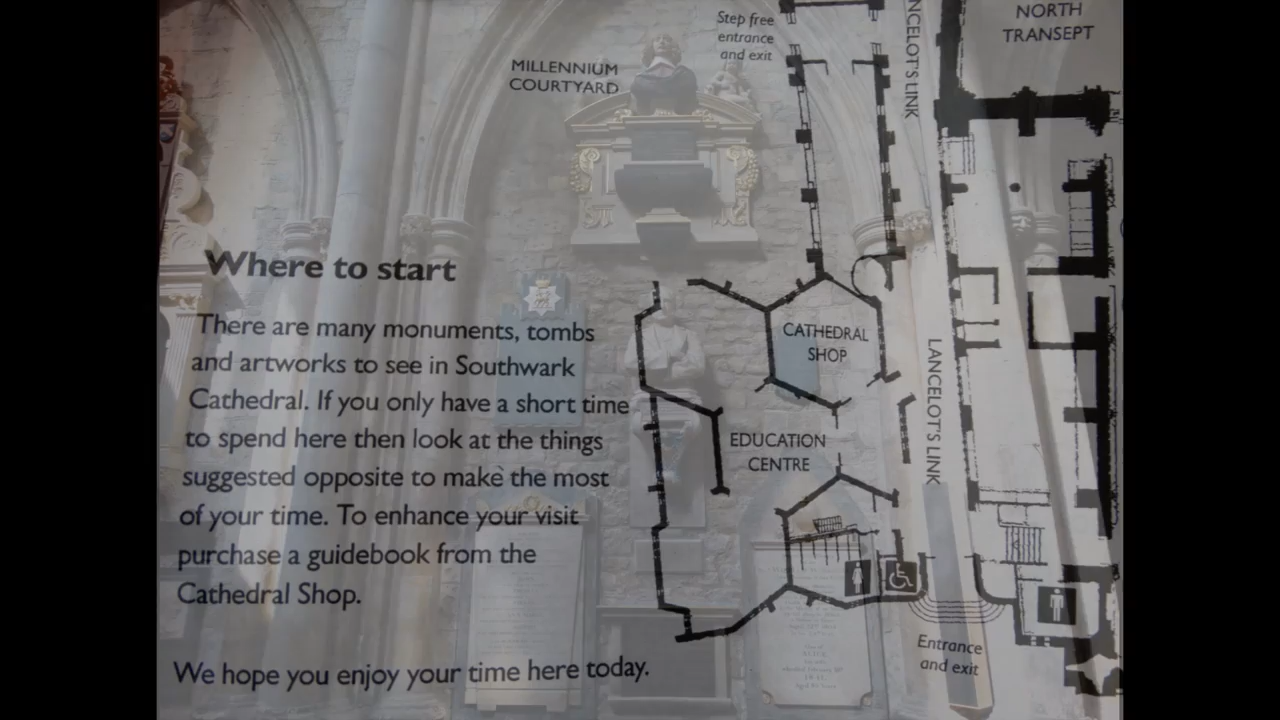 Step free
entrance
and exit
NORTH
TRANSEPT
MILLENNIUM
COURTYARD
LANCELOT'S LINK
Where to start
There are many monuments, tombs
and artworks to see in Southwark
Cathedral. If you only have a short time
to spend here then look at the things
suggested opposite to make the most
of your time. To enhance your visit
purchase a guidebook from the
Cathedral Shop.
We hope you enjoy your time here today.
CATHEDRAL
SHOP
LANCELOT'S LINK
EDUCATION
CENTRE
Entrance
and exit